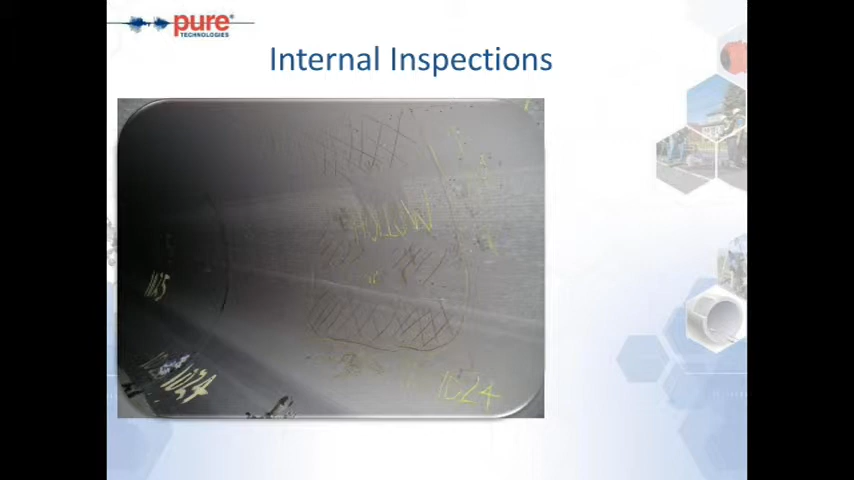 pure
TECHNOLOGIES
Internal Inspections
HOLLOW
1025
1024
1024